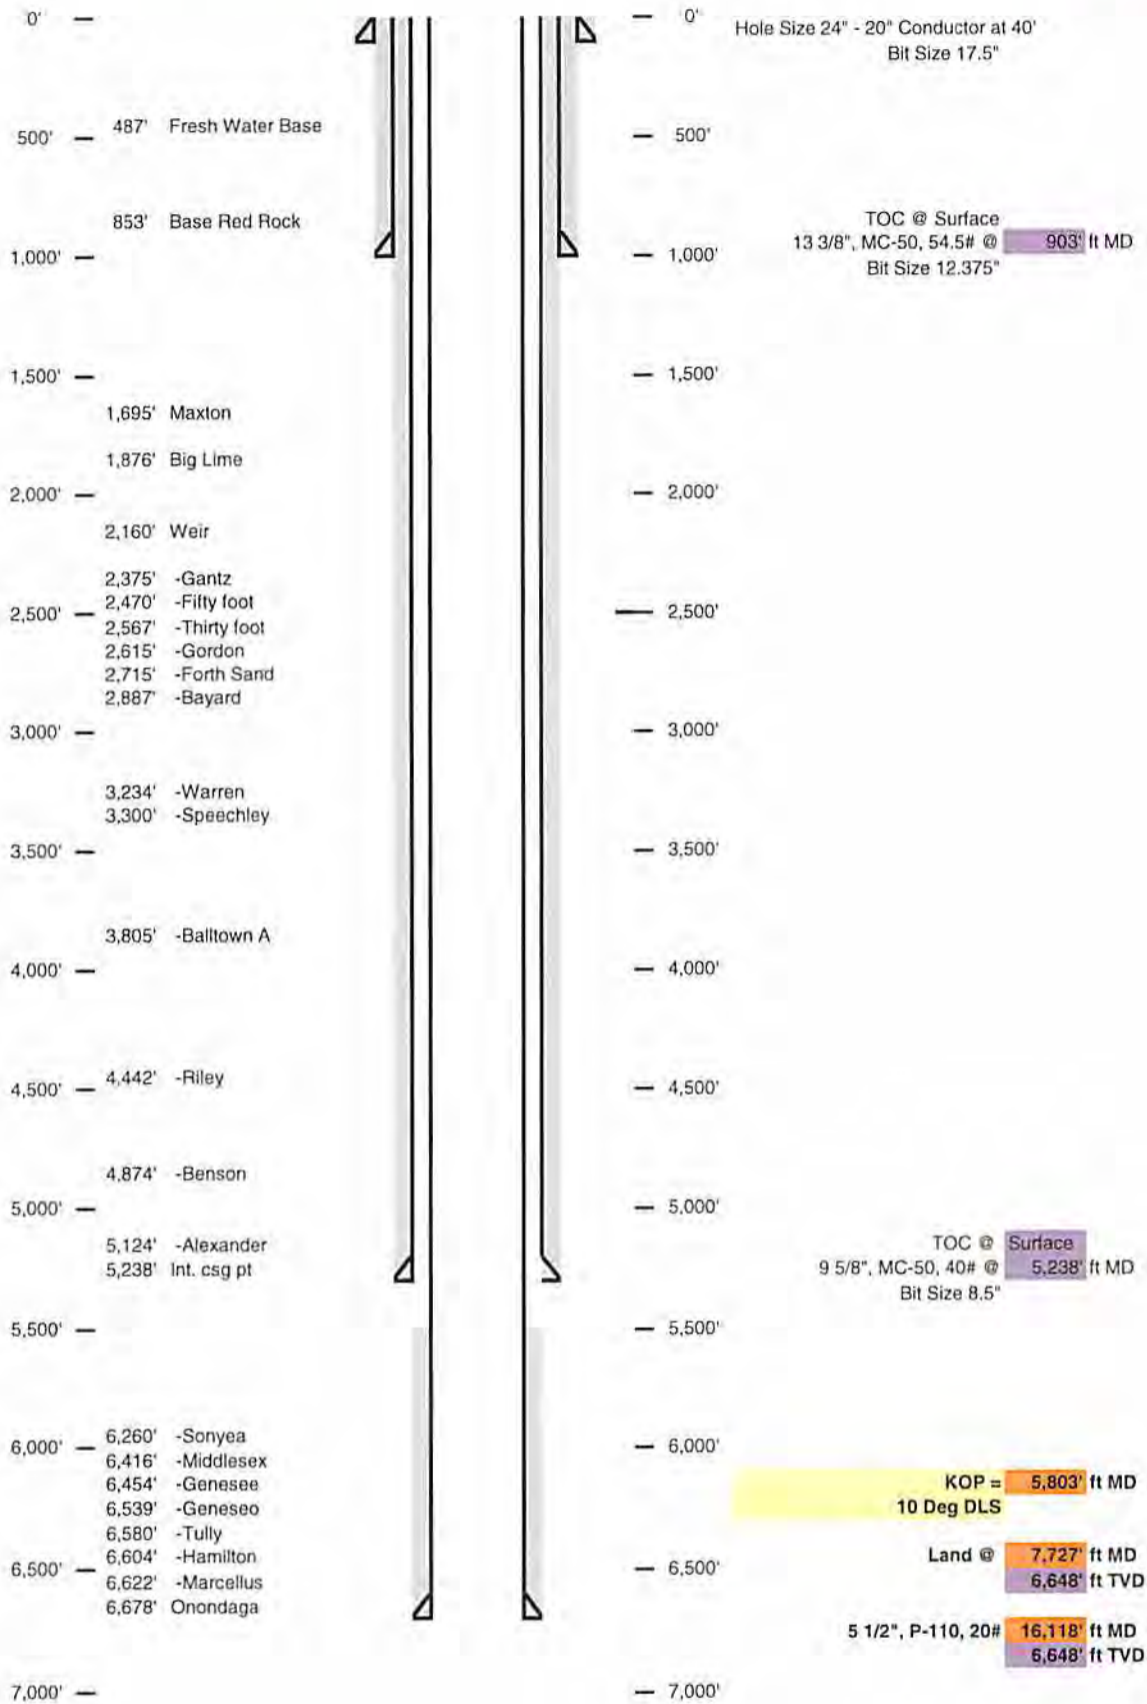 0' 0' Hole Size 24" - 20" Conductor at 40'
Bit Size 17.5"
487' Fresh Water Base
500' 500'
853' Base Red Rock
TOC @ Surface
13 3/8", MC-50, 54.5# @ 903' ft MD
1,000' 1,000'
Bit Size 12.375"
1,500' 1,500'
1,695' Maxton
1,876' Big Lime
2,000' 2,000'
2,160' Weir
2,375' -Gantz
2,470' -Fifty foot
2,500' 2,500'
2,567' -Thirty foot
2,615' -Gordon
2,715' -Forth Sand
2,887' -Bayard
3,000' 3,000'
3,234' -Warren
3,300' -Speechley
3,500' 3,500'
3,805' -Balltown A
4,000' 4,000'
4,442' -Riley
4,500' 4,500'
4,874' -Benson
5,000' 5,000'
5,124' -Alexander
TOC @ Surface
5,238' Int. csg pt
9 5/8", MC-50, 40# @ 5,238' ft MD
Bit Size 8.5"
5,500' 5,500'
6,260' -Sonyea
6,000' 6,000'
6,416' -Middlesex
6,454' -Genesee
KOP = 5,803' ft MD
6,539' -Geneseo
10 Deg DLS
6,580' -Tully
6,604' -Hamilton
Land @ 7,727' ft MD
6,500' 6,500'
6,622' -Marcellus
6,648' ft TVD
6,678' Onondaga
5 1/2", P-110, 20# 16,118' ft MD
6,648' ft TVD
7,000' 7,000'